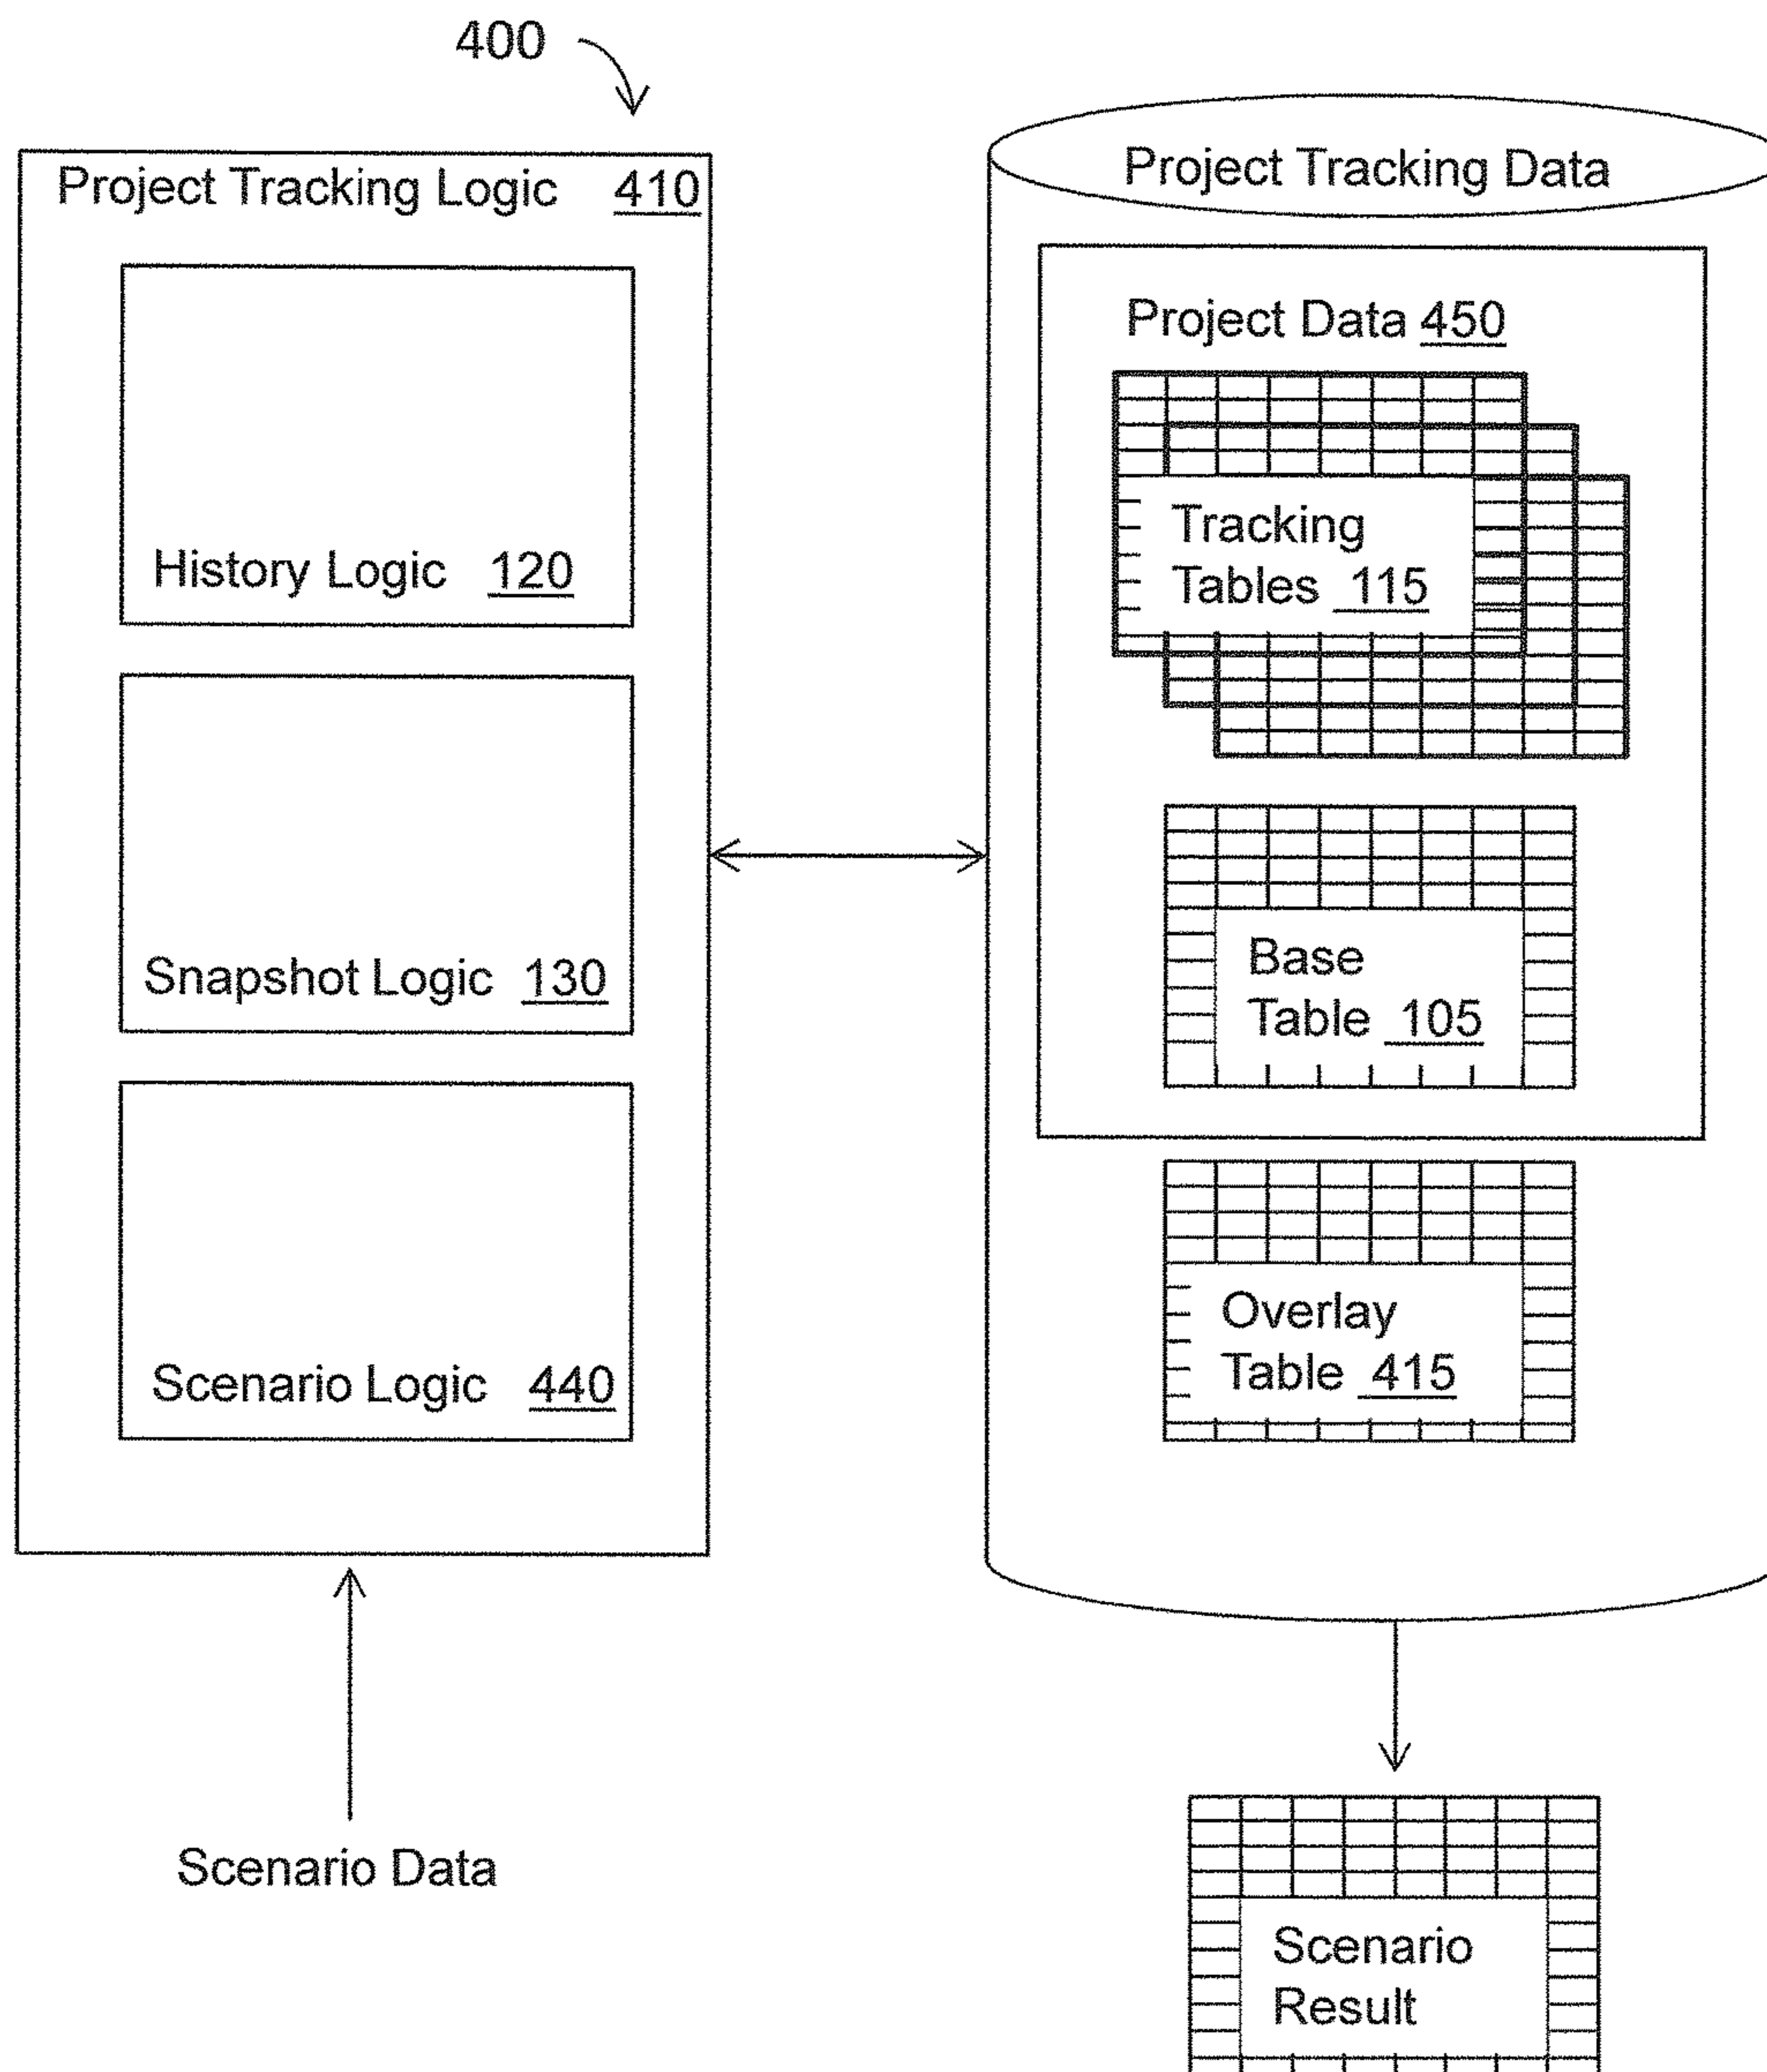 400
Project Tracking Logic 410
History Logic 120
Snapshot Logic 130
Scenario Logic 440
Scenario Data
Project Tracking Data
Project Data 450
Tracking
Tables 115
Base
Table 105
Overlay
Table 415
Scenario
Result